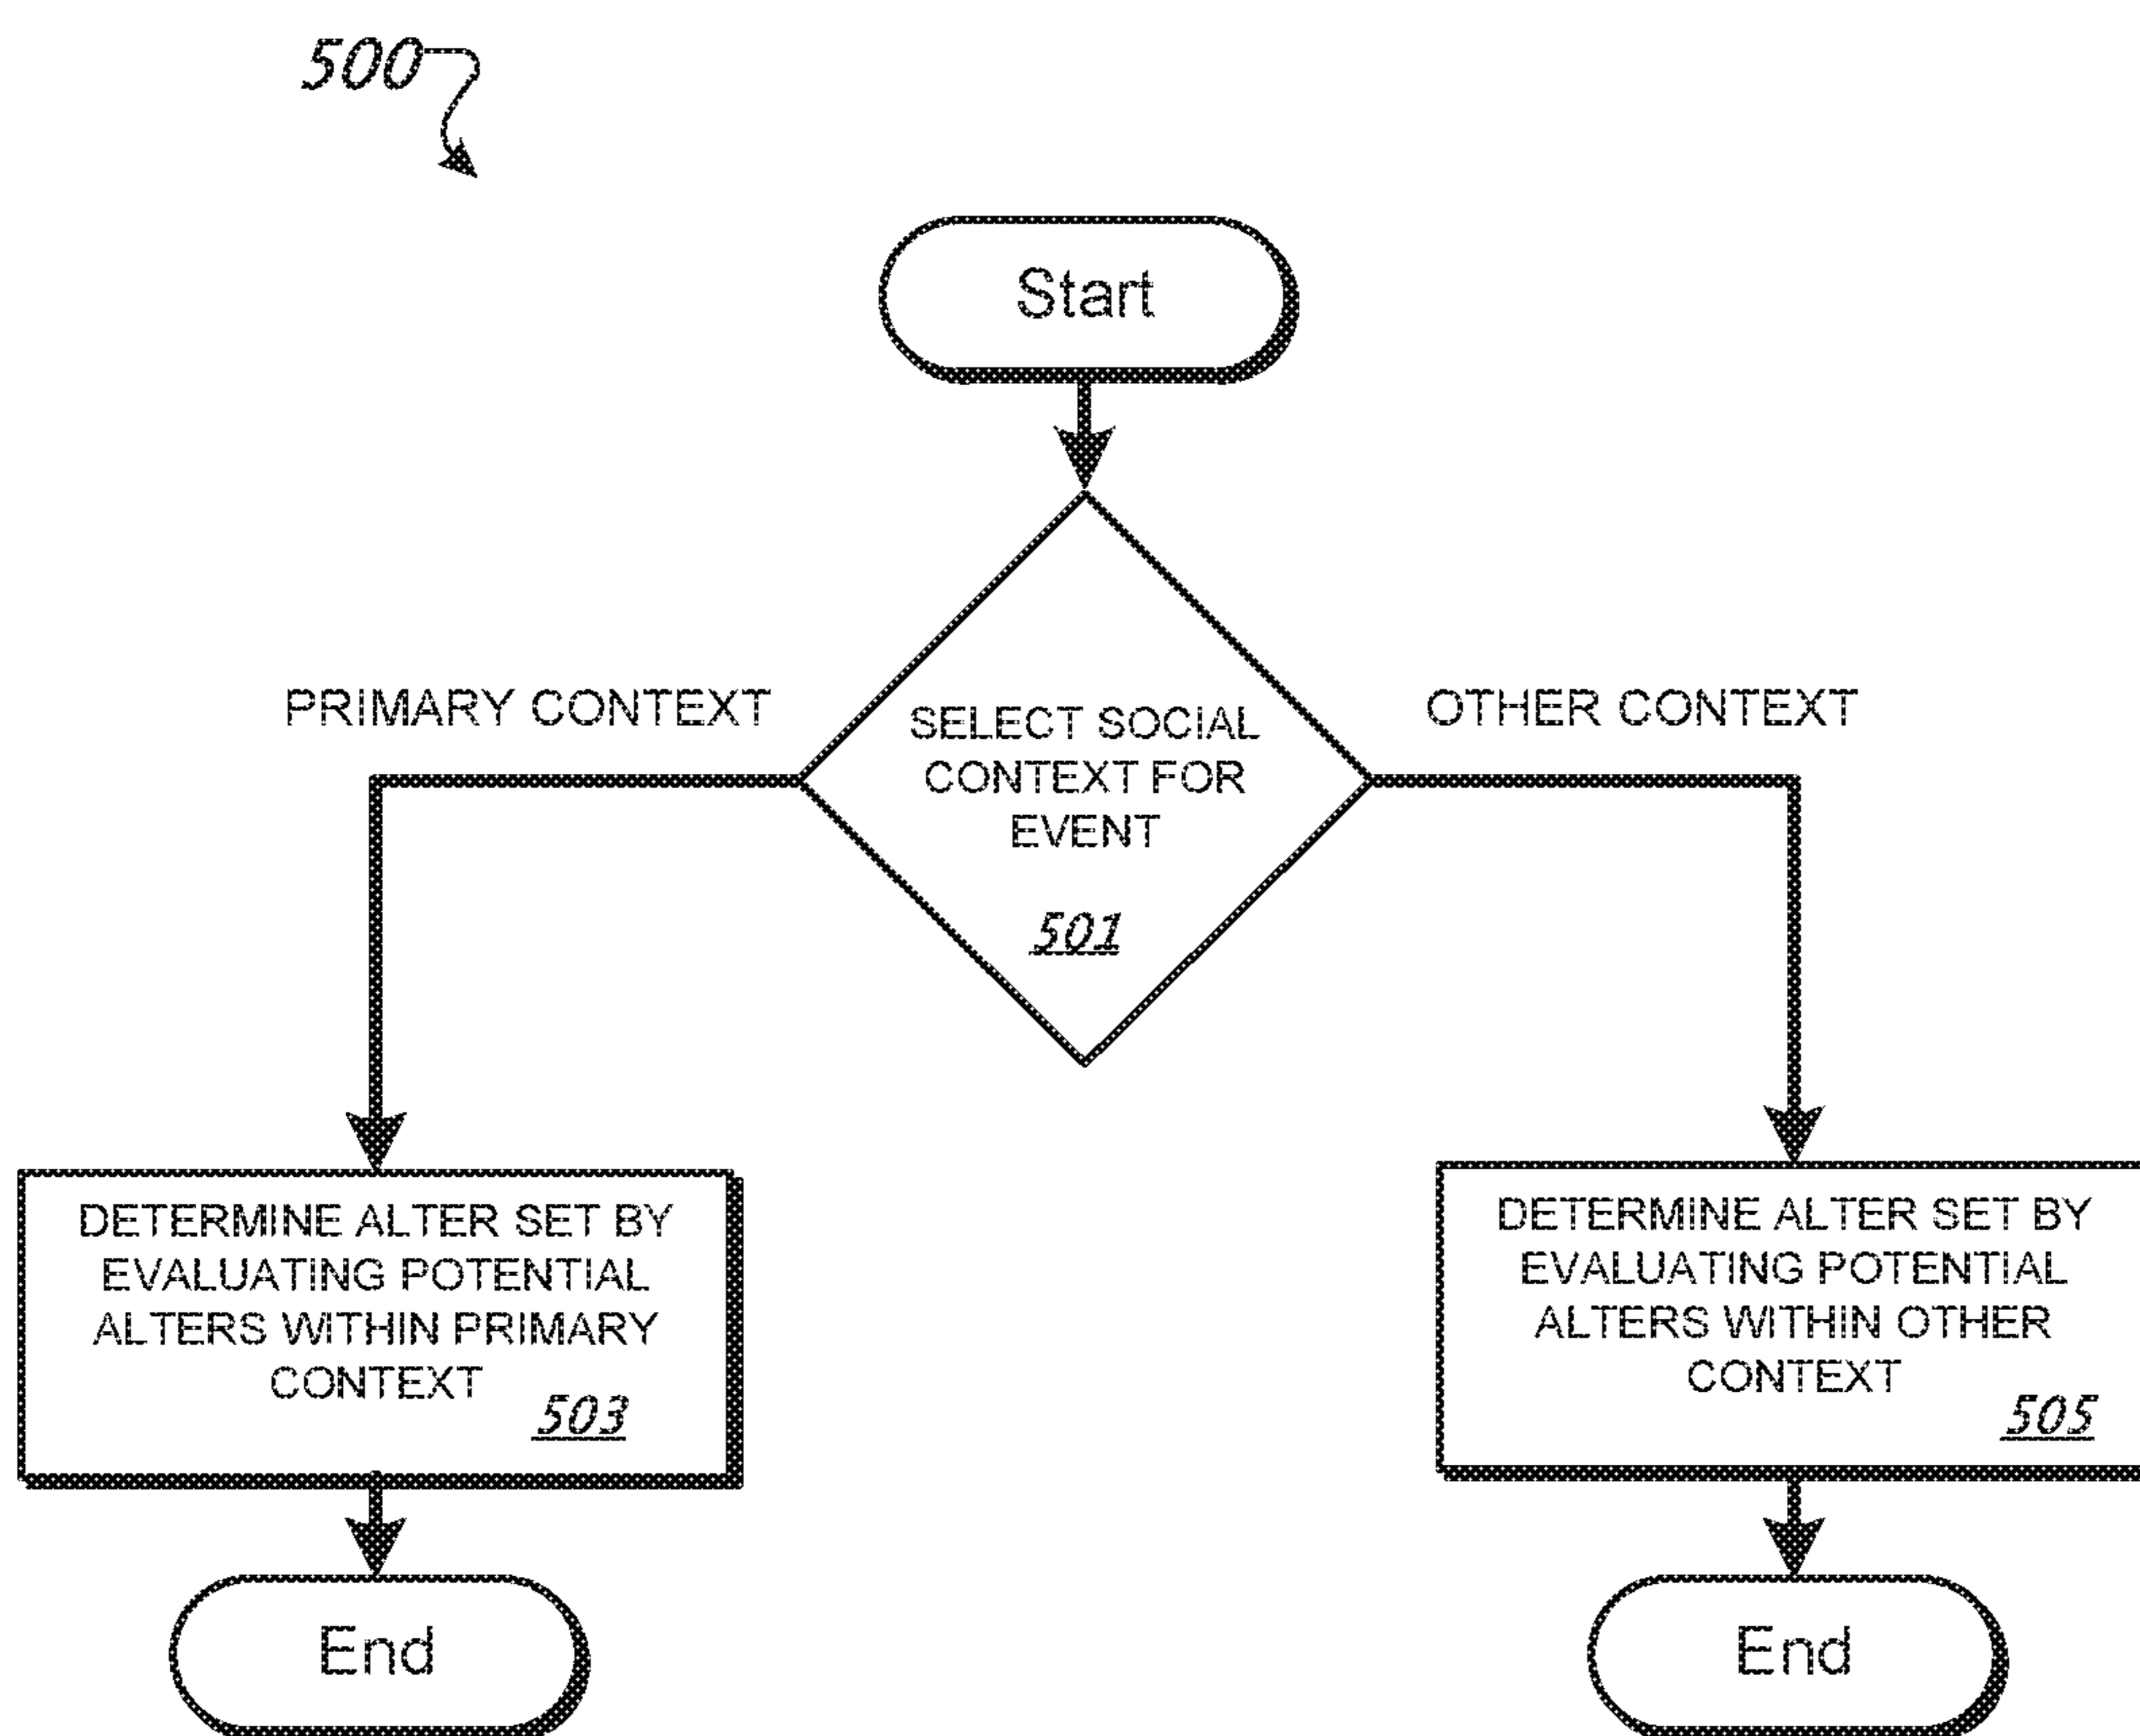 500
Start
PRIMARY CONTEXT
OTHER CONTEXT
SELECT SOCIAL
CONTEXT FOR
EVENT
501
DETERMINE ALTER SET BY
EVALUATING POTENTIAL
ALTERS WITHIN PRIMARY
CONTEXT
503
DETERMINE ALTER SET BY
EVALUATING POTENTIAL
ALTERS WITHIN OTHER
CONTEXT
505
End
End